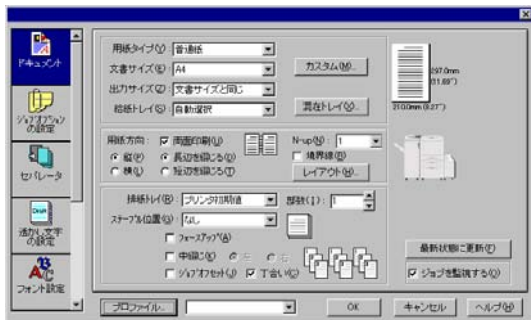 ドキュメント
ジョブオプション
の設定
セパレータ
透かし文字
の設定
フォント設定
用紙タイプ(Y): 普通紙
文書サイズ(E): A4
出力サイズ(Z): 文書サイズと同じ
給紙トレイ(S): 自動選択
カスタム(M)...
混在トレイ(X)...
297.0mm
(11.69")
210.0mm (8.27")
用紙方向: 両面印刷(U)
縦(P) 長辺を綴じる(O)
横(L) 短辺を綴じる(T)
N-up(N): 1
境界線(B)
レイアウト(W)...
排紙トレイ(R): プリンタ初期値
部数(I): 1
ステープル位置(G): なし
フェースアップ(A)
中綴じ(K) 左 右
ジョブオフセット(J) 丁合い(C)
最新状態に更新(F)
ジョブを監視する(Q)
プロファイル...
OK
キャンセル
ヘルプ(H)